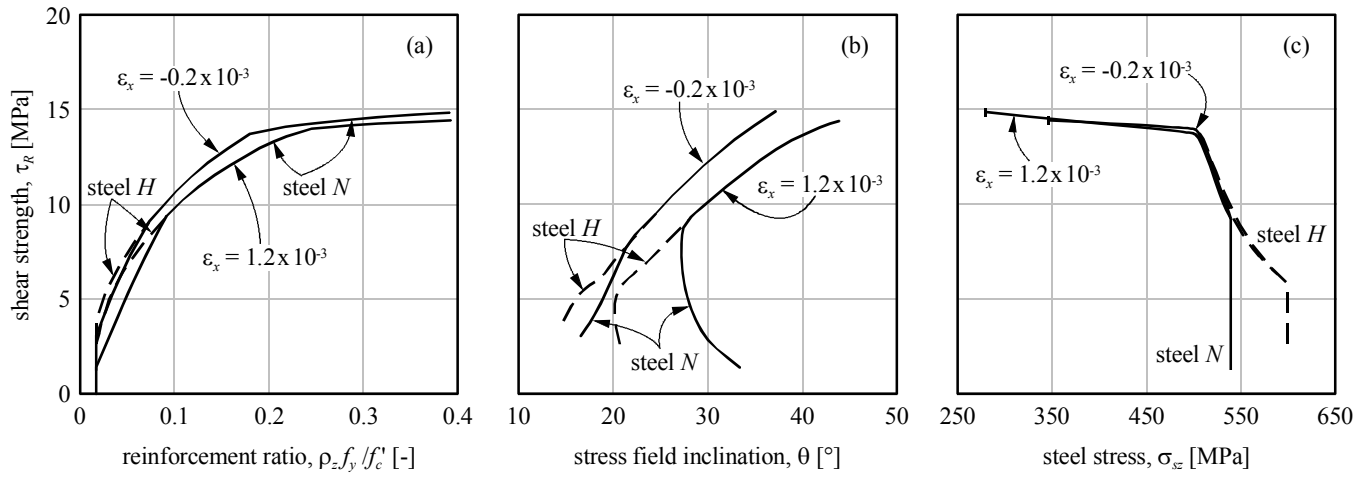 shear strength, τR [MPa]
20
15
10
5
0
(a)
εx = -0.2 x 10-3
steel H
steel N
εx = 1.2 x 10-3
0
0.1
0.2
0.3
0.4
reinforcement ratio, ρz fy / fc' [-]
(b)
εx = -0.2 x 10-3
εx = 1.2 x 10-3
steel H
steel N
10
20
30
40
50
stress field inclination, θ [°]
(c)
εx = -0.2 x 10-3
εx = 1.2 x 10-3
steel H
steel N
250
350
450
550
650
steel stress, σsz [MPa]